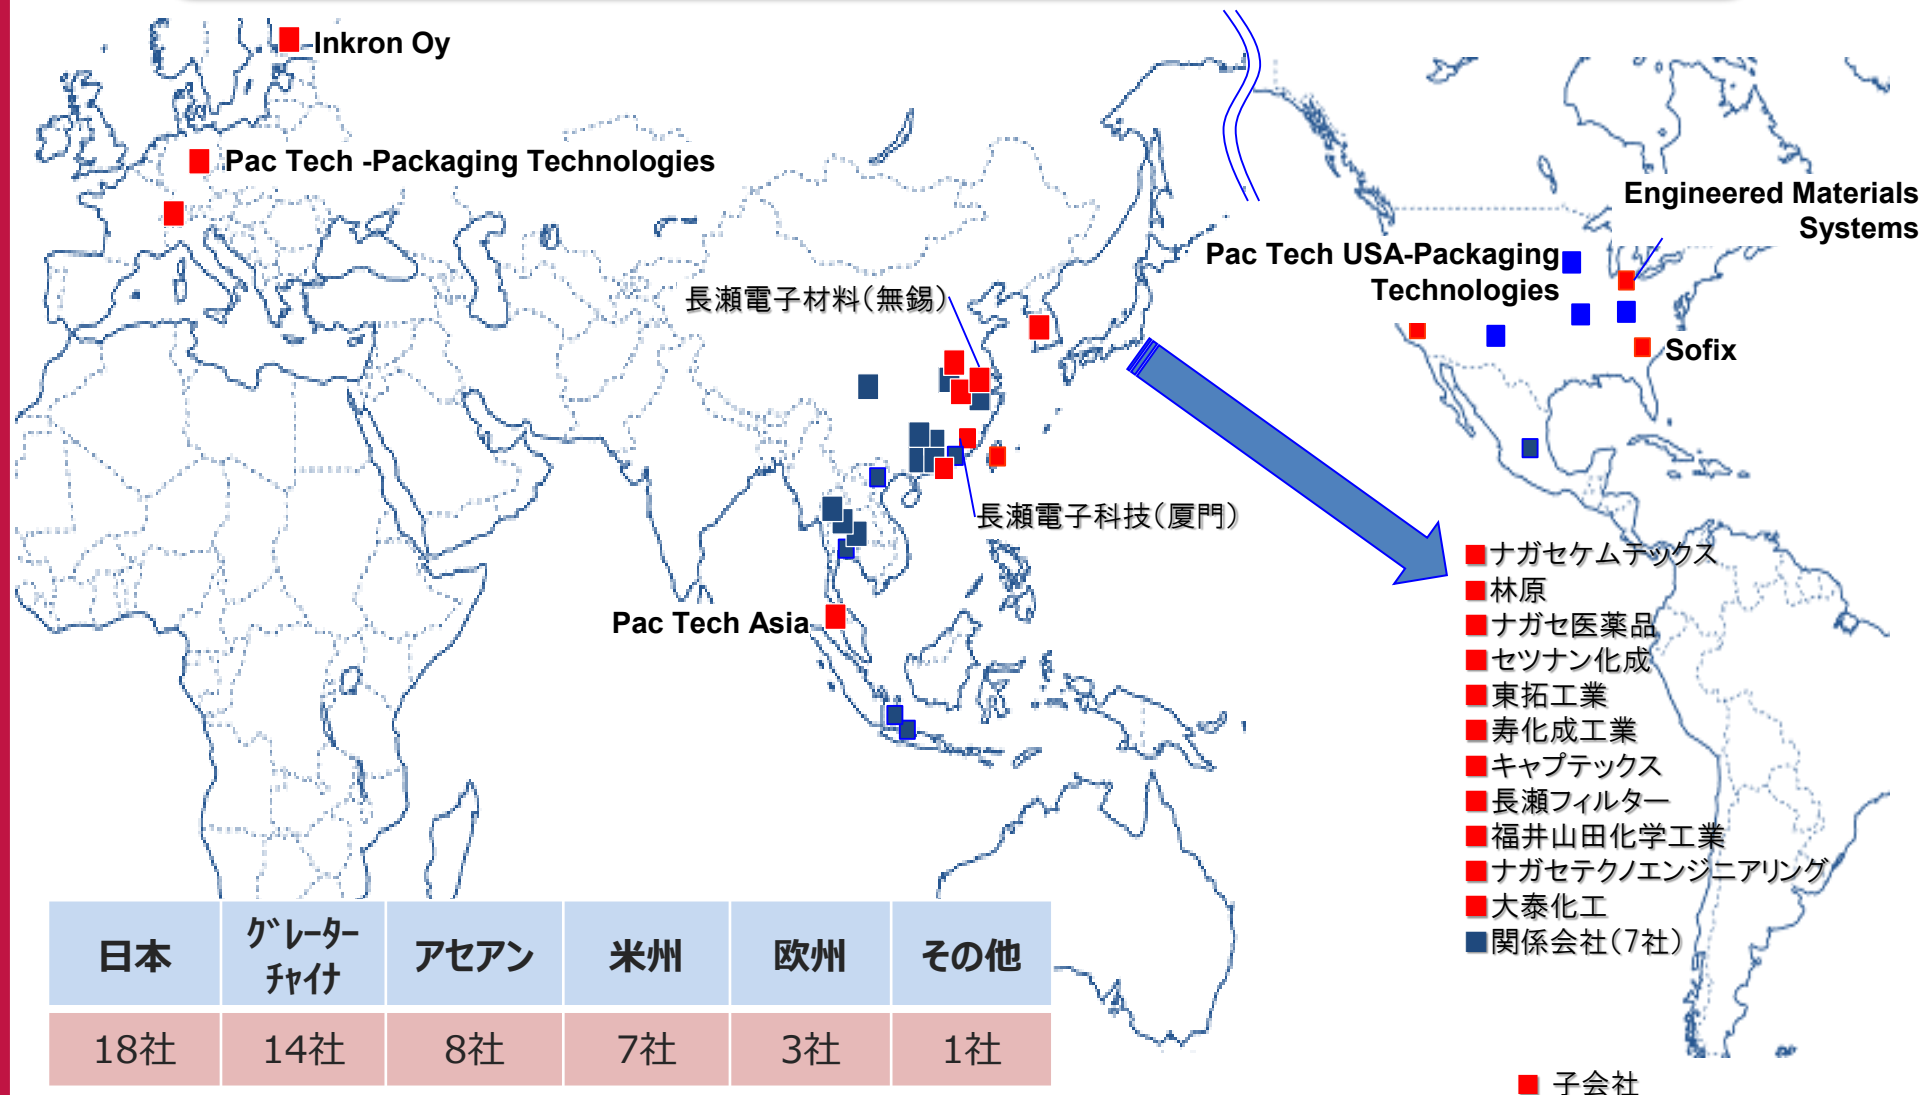 Inkron Oy
Pac Tech -Packaging Technologies
Engineered Materials
Systems
Pac Tech USA-Packaging
Technologies
長瀬電子材料(無錫)
Sofix
長瀬電子科技(厦門)
Pac Tech Asia
ナガセケムテックス
林原
ナガセ医薬品
セツナン化成
東拓工業
寿化成工業
キャプテックス
長瀬フィルター
福井山田化学工業
ナガセテクノエンジニアリング
大泰化工
関係会社(7社)
日本 グレーターチャイナ アセアン 米州 欧州 その他
18社 14社 8社 7社 3社 1社
子会社